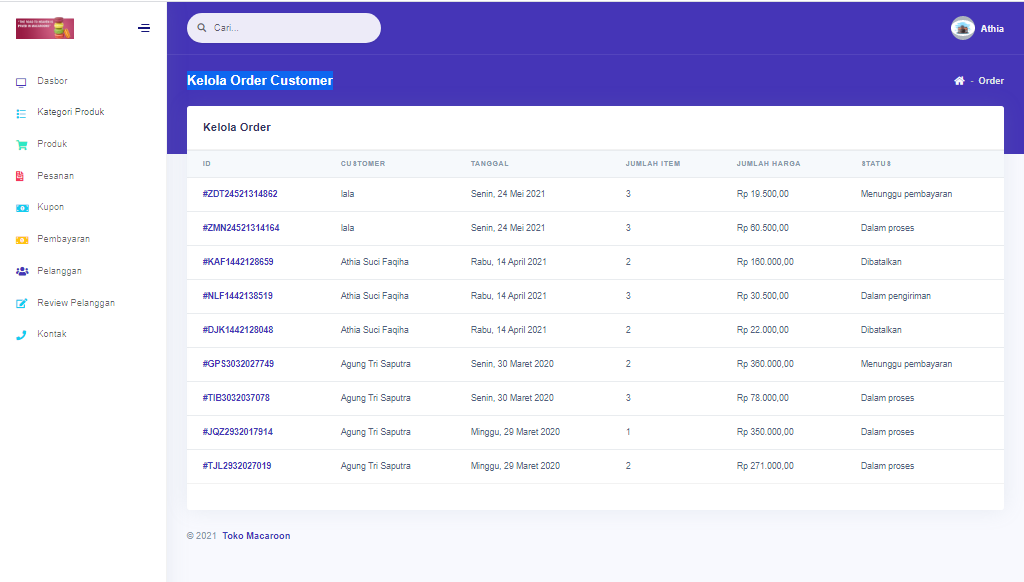 Cari...
Athia
Kelola Order Customer
- Order
Dasbor
Kategori Produk
Produk
Pesanan
Kupon
Pembayaran
Pelanggan
Review Pelanggan
Kontak
Kelola Order
ID CUSTOMER TANGGAL JUMLAH ITEM JUMLAH HARGA STATUS
#ZDT24521314862 lala Senin, 24 Mei 2021 3 Rp 19.500,00 Menunggu pembayaran
#ZMN24521314164 lala Senin, 24 Mei 2021 3 Rp 60.500,00 Dalam proses
#KAF1442128659 Athia Suci Faqiha Rabu, 14 April 2021 2 Rp 160.000,00 Dibatalkan
#NLF1442138519 Athia Suci Faqiha Rabu, 14 April 2021 3 Rp 30.500,00 Dalam pengiriman
#DJK1442128048 Athia Suci Faqiha Rabu, 14 April 2021 2 Rp 22.000,00 Dibatalkan
#GPS3032027749 Agung Tri Saputra Senin, 30 Maret 2020 2 Rp 360.000,00 Menunggu pembayaran
#TIB3032037078 Agung Tri Saputra Senin, 30 Maret 2020 3 Rp 78.000,00 Dalam proses
#JQZ2932017914 Agung Tri Saputra Minggu, 29 Maret 2020 1 Rp 350.000,00 Dalam proses
#TJL2932027019 Agung Tri Saputra Minggu, 29 Maret 2020 2 Rp 271.000,00 Dalam proses
© 2021 Toko Macaroon